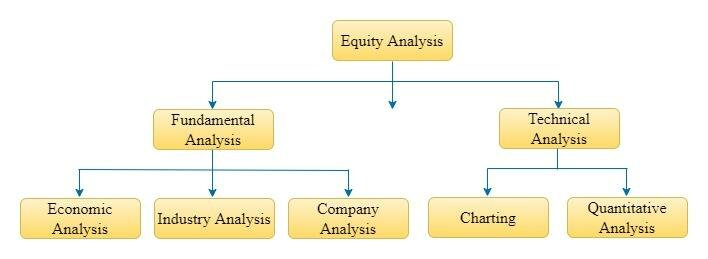 Equity Analysis
Fundamental
Analysis
Technical
Analysis
Economic
Analysis
Industry Analysis
Company
Analysis
Charting
Quantitative
Analysis